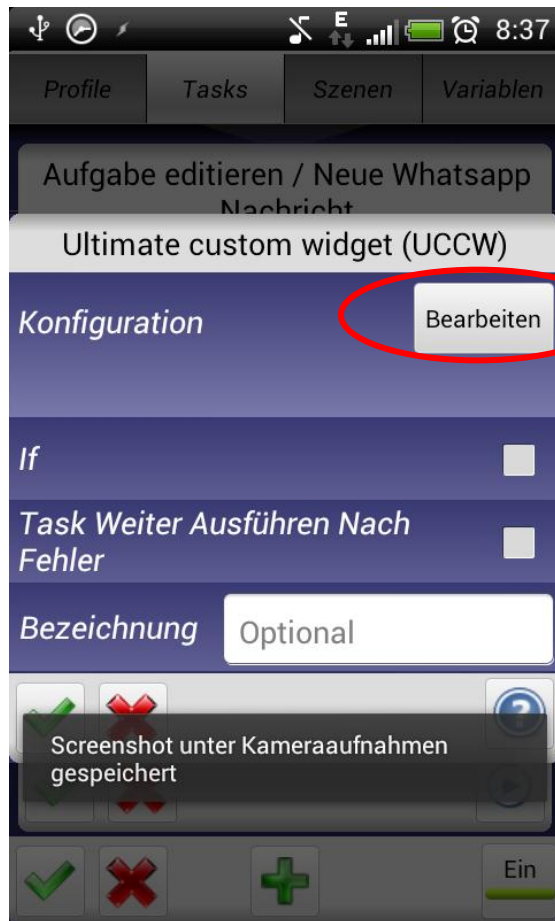 E
8:37
Profile Tasks Szenen Variablen
Aufgabe editieren / Neue Whatsapp
Nachricht
Ultimate custom widget (UCCW)
Konfiguration
Bearbeiten
If
Task Weiter Ausführen Nach
Fehler
Bezeichnung Optional
?
Screenshot unter Kameraaufnahmen
gespeichert
Ein